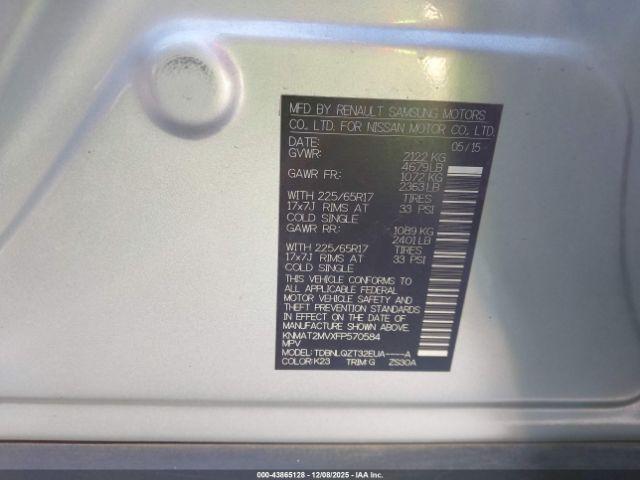 MFD BY RENAULT SAMSUNG MOTORS
CO., LTD. FOR NISSAN MOTOR CO., LTD.
DATE: 05/15
GVWR: 2122 KG
4679 LB
GAWR FR: 1072 KG
2363 LB
WITH 225/65R17 TIRES
17x7J RIMS AT 33 PSI
COLD SINGLE
GAWR RR: 1089 KG
2401 LB
WITH 225/65R17 TIRES
17x7J RIMS AT 33 PSI
COLD SINGLE
THIS VEHICLE CONFORMS TO
ALL APPLICABLE FEDERAL
MOTOR VEHICLE SAFETY AND
THEFT PREVENTION STANDARDS
IN EFFECT ON THE DATE OF
MANUFACTURE SHOWN ABOVE.
KNMAT2MVXFP570584
MPV
MODEL: TDBNLQZT32EUA----A
COLOR: K23 TRIM: G ZS30A
000-43865128 - 12/08/2025 - IAA Inc.